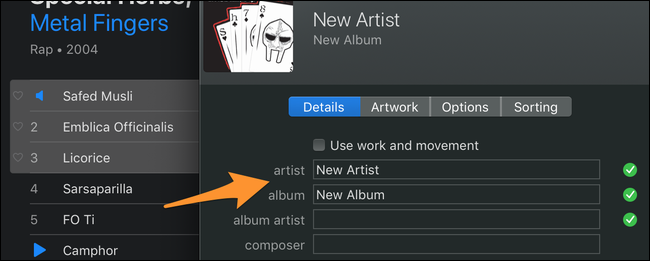 Special Herbs,
Metal Fingers
Rap • 2004
Safed Musli
2 Emblica Officinalis
3 Licorice
4 Sarsaparilla
5 FO Ti
Camphor
New Artist
New Album
Details Artwork Options Sorting
Use work and movement
artist New Artist
album New Album
album artist
composer